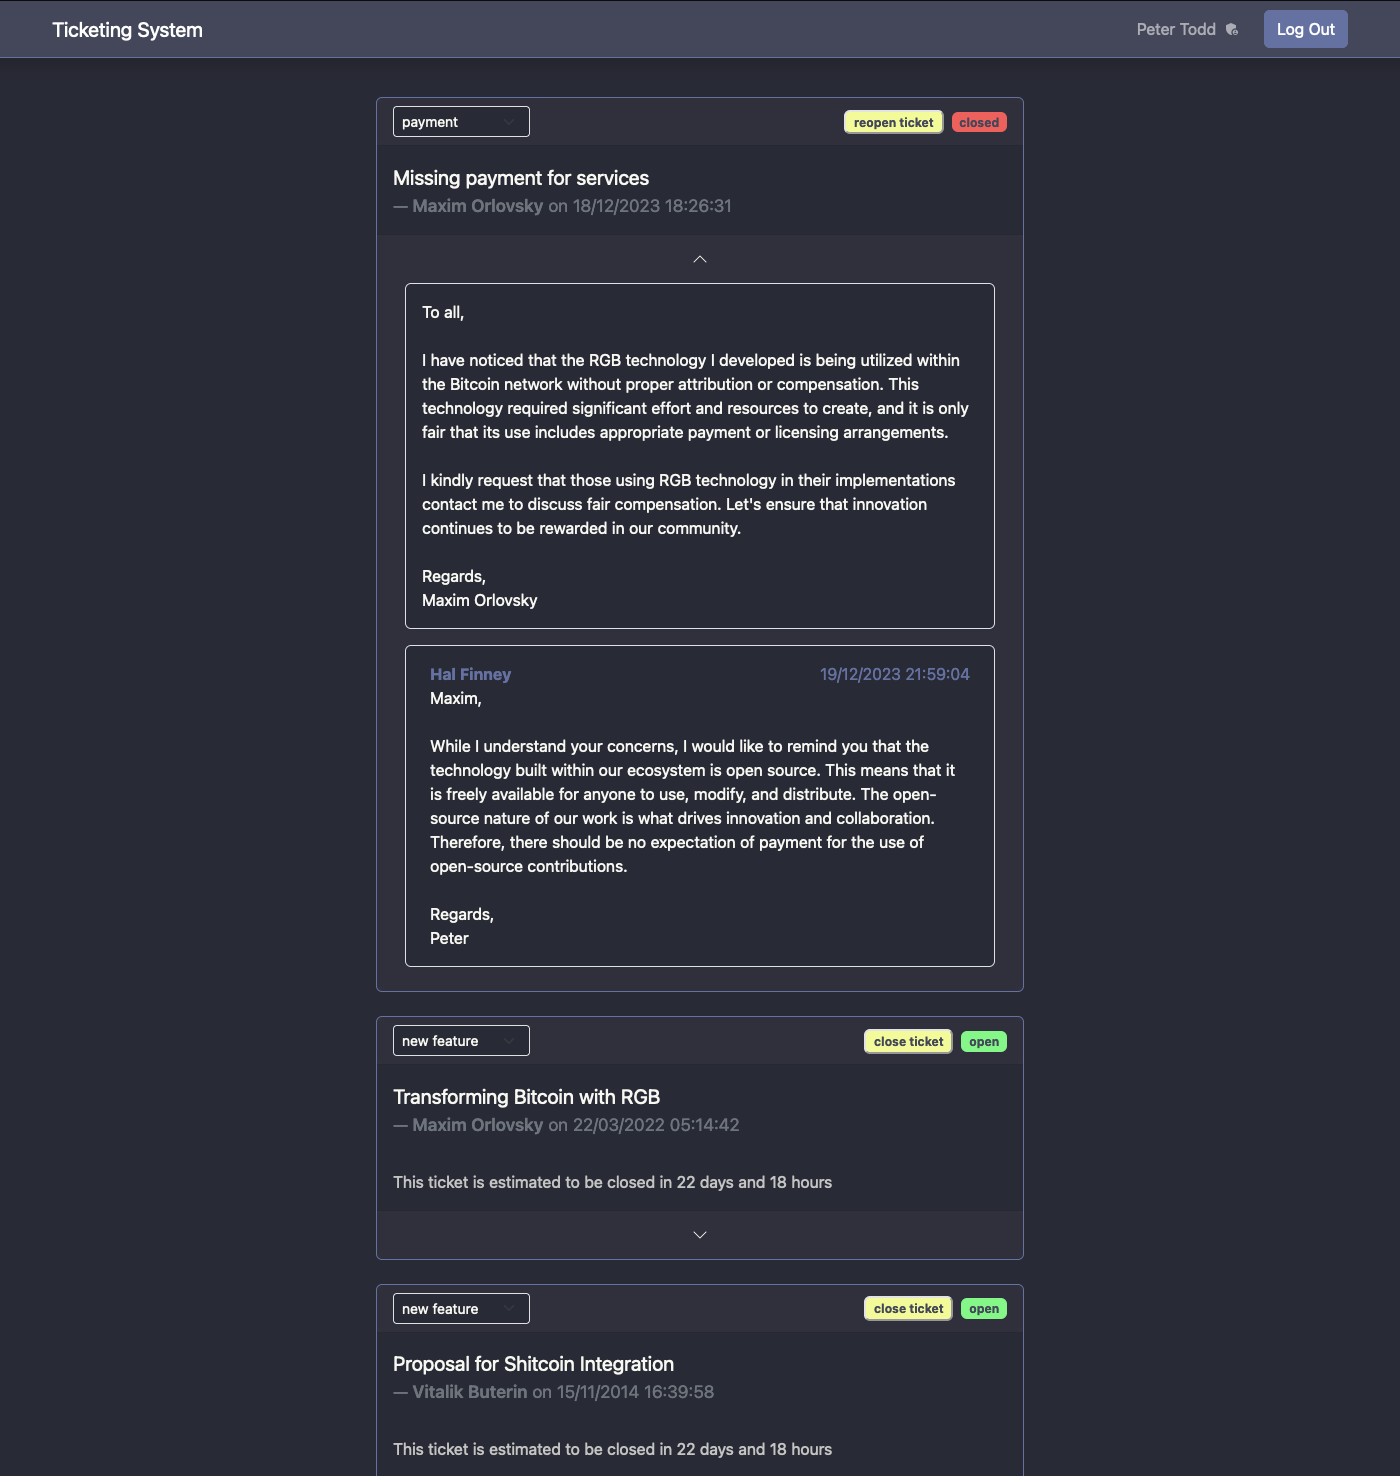 Ticketing System
Peter Todd
Log Out
payment
reopen ticket
closed
Missing payment for services
— Maxim Orlovsky on 18/12/2023 18:26:31
To all,
I have noticed that the RGB technology I developed is being utilized within
the Bitcoin network without proper attribution or compensation. This
technology required significant effort and resources to create, and it is only
fair that its use includes appropriate payment or licensing arrangements.
I kindly request that those using RGB technology in their implementations
contact me to discuss fair compensation. Let's ensure that innovation
continues to be rewarded in our community.
Regards,
Maxim Orlovsky
Hal Finney
19/12/2023 21:59:04
Maxim,
While I understand your concerns, I would like to remind you that the
technology built within our ecosystem is open source. This means that it
is freely available for anyone to use, modify, and distribute. The open-
source nature of our work is what drives innovation and collaboration.
Therefore, there should be no expectation of payment for the use of
open-source contributions.
Regards,
Peter
new feature
close ticket
open
Transforming Bitcoin with RGB
— Maxim Orlovsky on 22/03/2022 05:14:42
This ticket is estimated to be closed in 22 days and 18 hours
new feature
close ticket
open
Proposal for Shitcoin Integration
— Vitalik Buterin on 15/11/2014 16:39:58
This ticket is estimated to be closed in 22 days and 18 hours